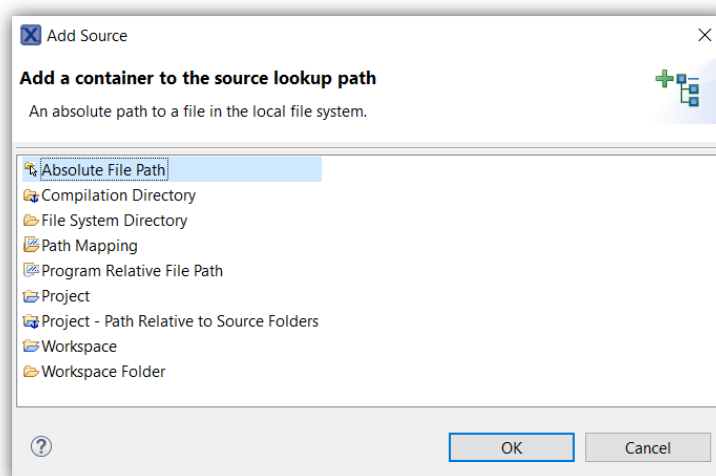 Add Source
Add a container to the source lookup path
An absolute path to a file in the local file system.
Absolute File Path
Compilation Directory
File System Directory
Path Mapping
Program Relative File Path
Project
Project - Path Relative to Source Folders
Workspace
Workspace Folder
OK
Cancel